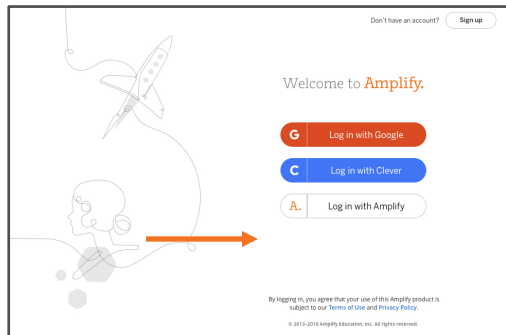 Don't have an account? Sign up
Welcome to Amplify.
G Log in with Google
C Log in with Clever
A. Log in with Amplify
By logging in, you agree that your use of this Amplify product is
subject to our Terms of Use and Privacy Policy.
© 2013–2019 Amplify Education, Inc. All rights reserved.